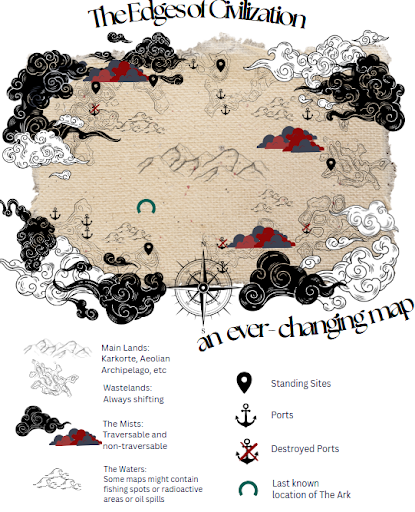 The Edges of Civilization
N
S
an ever-changing map
Main Lands:
Karkorte, Aeolian
Archipelago, etc
Wastelands:
Always shifting
The Mists:
Traversable and
non-traversable
The Waters:
Some maps might contain
fishing spots or radioactive
areas or oil spills
Standing Sites
Ports
Destroyed Ports
Last known
location of The Ark